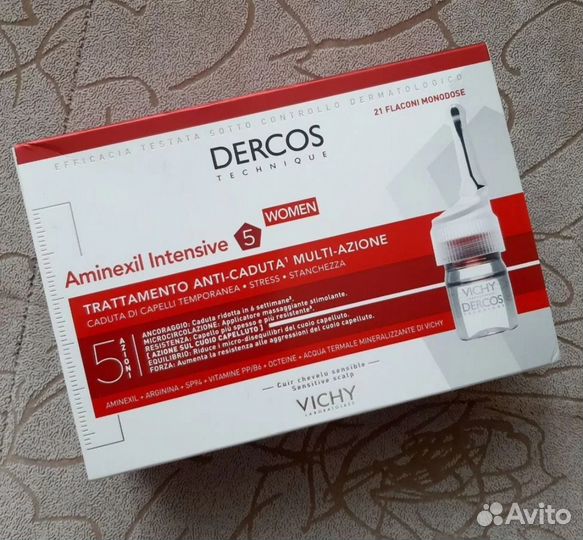 EFFICACIA TESTATA SOTTO CONTROLLO DERMATOLOGICO
21 FLACONI MONODOSE
DERCOS
TECHNIQUE
Aminexil Intensive 5 WOMEN
TRATTAMENTO ANTI-CADUTA¹ MULTI-AZIONE
CADUTA DI CAPELLI TEMPORANEA • STRESS • STANCHEZZA
5 AZIONI
ANCORAGGIO: Caduta ridotta in 6 settimane².
MICROCIRCOLAZIONE: Applicatore massaggiante stimolante.
RESISTENZA: Capello più spesso e più resistente³.
[ AZIONE SUL CUOIO CAPELLUTO ]
EQUILIBRIO: Riduce i micro-disequilibri del cuoio capelluto.
FORZA: Aumenta la resistenza alle aggressioni del cuoio capelluto.
AMINEXIL + ARGININA + SP94 + VITAMINE PP/B6 + OCTEINE + ACQUA TERMALE MINERALIZZANTE DI VICHY
Cuir chevelu sensible
Sensitive scalp
VICHY
LABORATOIRES
VICHY
DERCOS
Avito